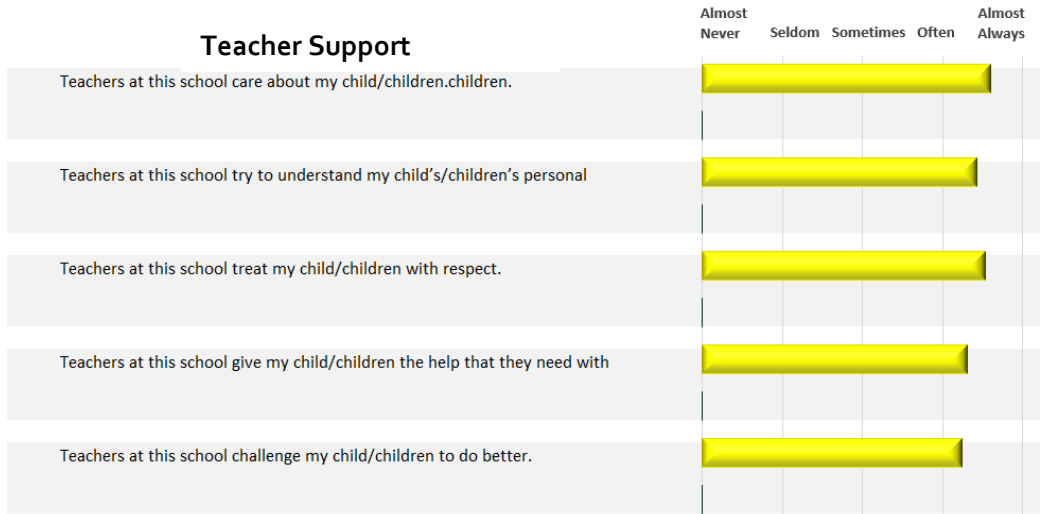 Almost Never Seldom Sometimes Often Almost Always
Teacher Support
Teachers at this school care about my child/children.children.
Teachers at this school try to understand my child's/children's personal
Teachers at this school treat my child/children with respect.
Teachers at this school give my child/children the help that they need with
Teachers at this school challenge my child/children to do better.